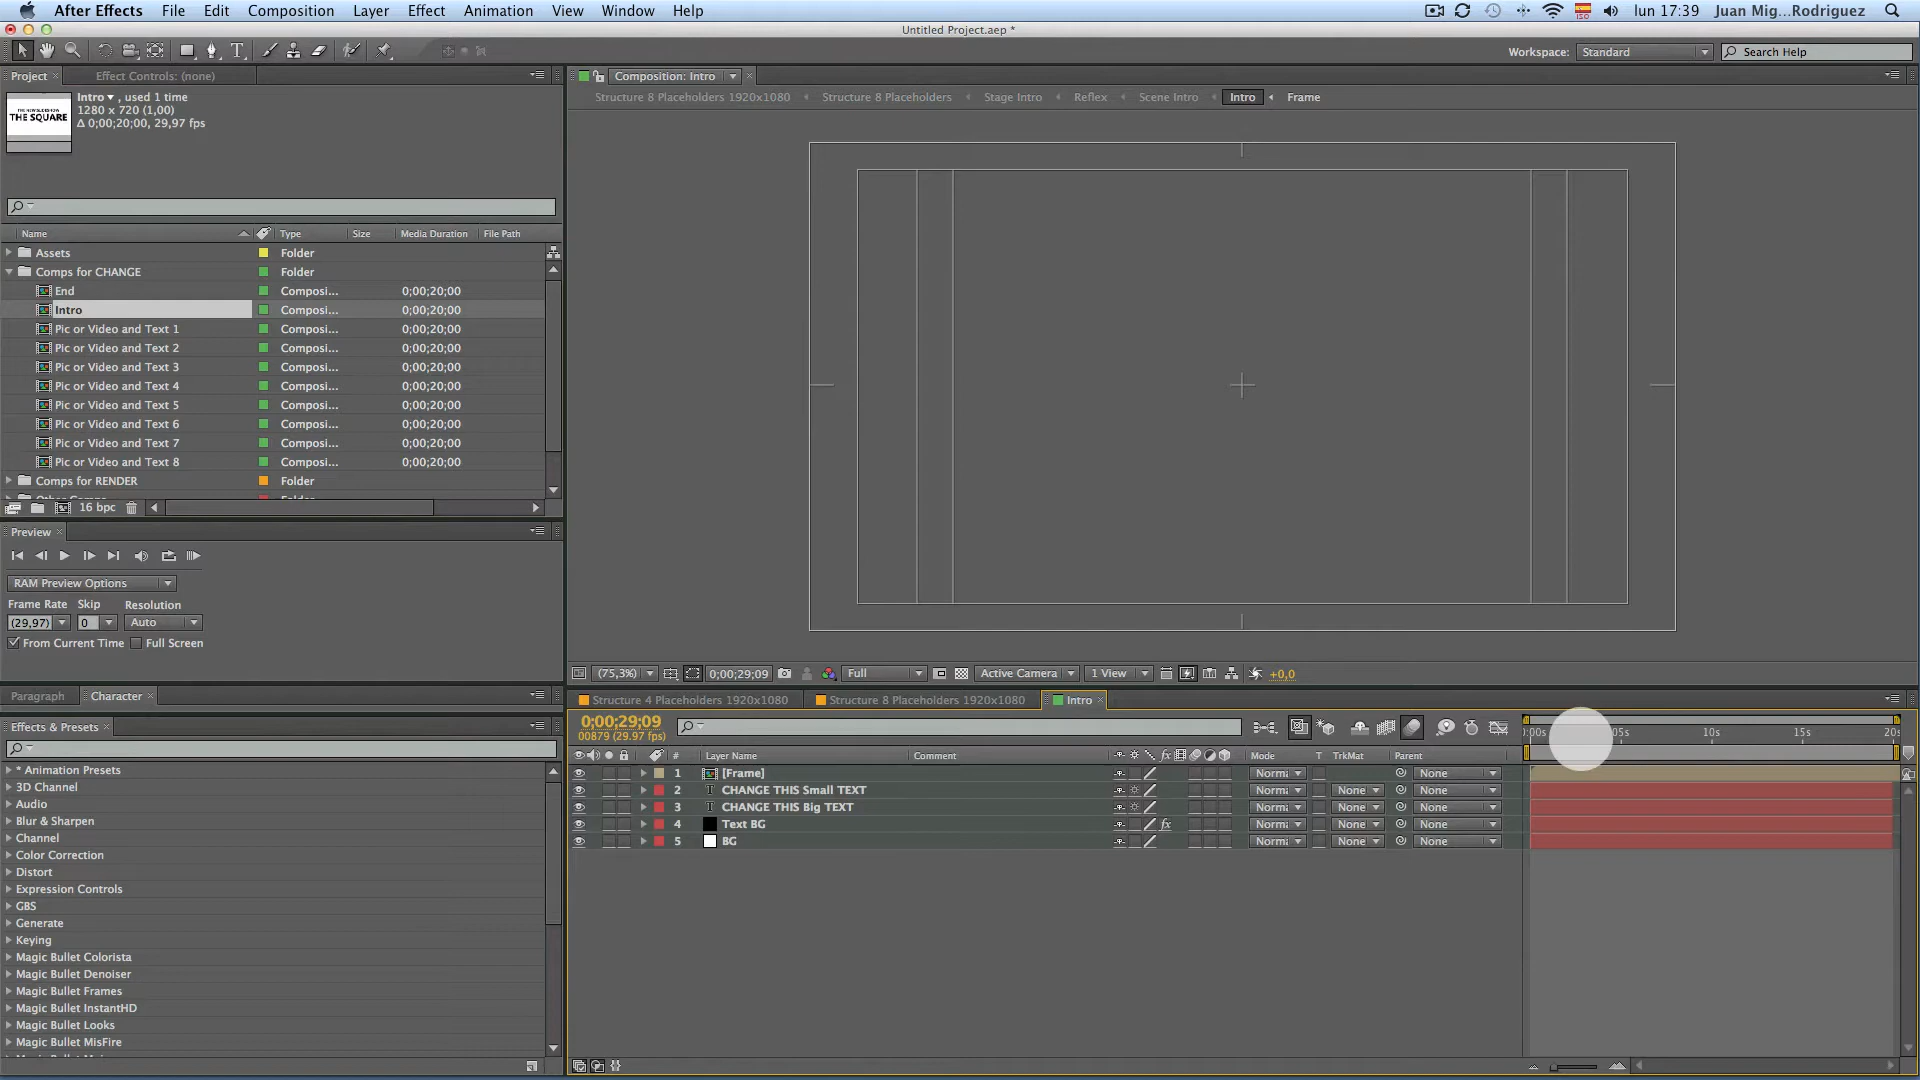 After Effects File Edit Composition Layer Effect Animation View Window Help
ISO lun 17:39 Juan Mig...Rodriguez
Untitled Project.aep *
T
Workspace: Standard Search Help
Project Effect Controls: (none)
Composition: Intro
Intro , used 1 time
1280 x 720 (1,00)
Δ 0;00;20;00, 29,97 fps
THE SQUARE
Structure 8 Placeholders 1920x1080 Structure 8 Placeholders Stage Intro Reflex Scene Intro Intro Frame
Name Type Size Media Duration File Path
Assets Folder
Comps for CHANGE Folder
End Composi... 0;00;20;00
Intro Composi... 0;00;20;00
Pic or Video and Text 1 Composi... 0;00;20;00
Pic or Video and Text 2 Composi... 0;00;20;00
Pic or Video and Text 3 Composi... 0;00;20;00
Pic or Video and Text 4 Composi... 0;00;20;00
Pic or Video and Text 5 Composi... 0;00;20;00
Pic or Video and Text 6 Composi... 0;00;20;00
Pic or Video and Text 7 Composi... 0;00;20;00
Pic or Video and Text 8 Composi... 0;00;20;00
Comps for RENDER Folder
16 bpc
Preview
RAM Preview Options
Frame Rate Skip Resolution
(29,97) 0 Auto
From Current Time Full Screen
Paragraph Character
Effects & Presets
* Animation Presets
3D Channel
Audio
Blur & Sharpen
Channel
Color Correction
Distort
Expression Controls
GBS
Generate
Keying
Magic Bullet Colorista
Magic Bullet Denoiser
Magic Bullet Frames
Magic Bullet InstantHD
Magic Bullet Looks
Magic Bullet MisFire
(75,3%) 0;00;29;09 Full Active Camera 1 View +0,0
Structure 4 Placeholders 1920x1080 Structure 8 Placeholders 1920x1080 Intro
0;00;29;09
00879 (29.97 fps)
):00s 05s 10s 15s 20s
# Layer Name Comment fx Mode T TrkMat Parent
1 [Frame] Norma None
2 T CHANGE THIS Small TEXT Norma None None
3 T CHANGE THIS Big TEXT Norma None None
4 Text BG fx Norma None None
5 BG Norma None None